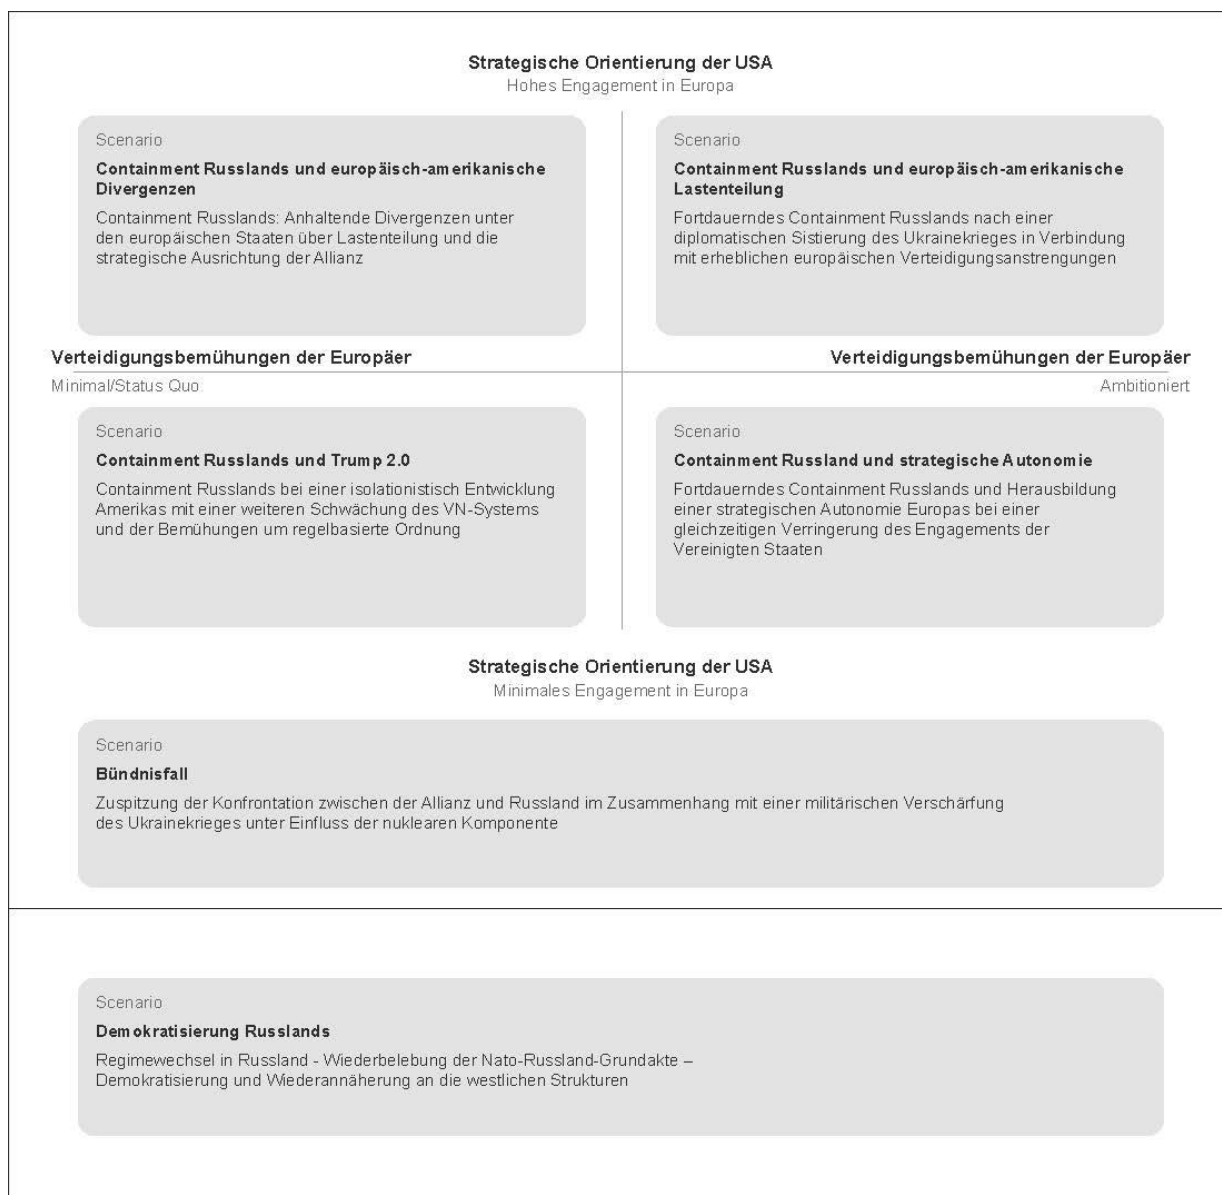 Strategische Orientierung der USA
Hohes Engagement in Europa
Scenario
Containment Russlands und europäisch-amerikanische
Divergenzen
Containment Russlands: Anhaltende Divergenzen unter
den europäischen Staaten über Lastenteilung und die
strategische Ausrichtung der Allianz
Scenario
Containment Russlands und europäisch-amerikanische
Lastenteilung
Fortdauerndes Containment Russlands nach einer
diplomatischen Sistierung des Ukrainekrieges in Verbindung
mit erheblichen europäischen Verteidigungsanstrengungen
Verteidigungsbemühungen der Europäer
Minimal/Status Quo
Verteidigungsbemühungen der Europäer
Ambitioniert
Scenario
Containment Russlands und Trump 2.0
Containment Russlands bei einer isolationistisch Entwicklung
Amerikas mit einer weiteren Schwächung des VN-Systems
und der Bemühungen um regelbasierte Ordnung
Scenario
Containment Russland und strategische Autonomie
Fortdauerndes Containment Russlands und Herausbildung
einer strategischen Autonomie Europas bei einer
gleichzeitigen Verringerung des Engagements der
Vereinigten Staaten
Strategische Orientierung der USA
Minimales Engagement in Europa
Scenario
Bündnisfall
Zuspitzung der Konfrontation zwischen der Allianz und Russland im Zusammenhang mit einer militärischen Verschärfung
des Ukrainekrieges unter Einfluss der nuklearen Komponente
Scenario
Demokratisierung Russlands
Regimewechsel in Russland - Wiederbelebung der Nato-Russland-Grundakte –
Demokratisierung und Wiederannäherung an die westlichen Strukturen